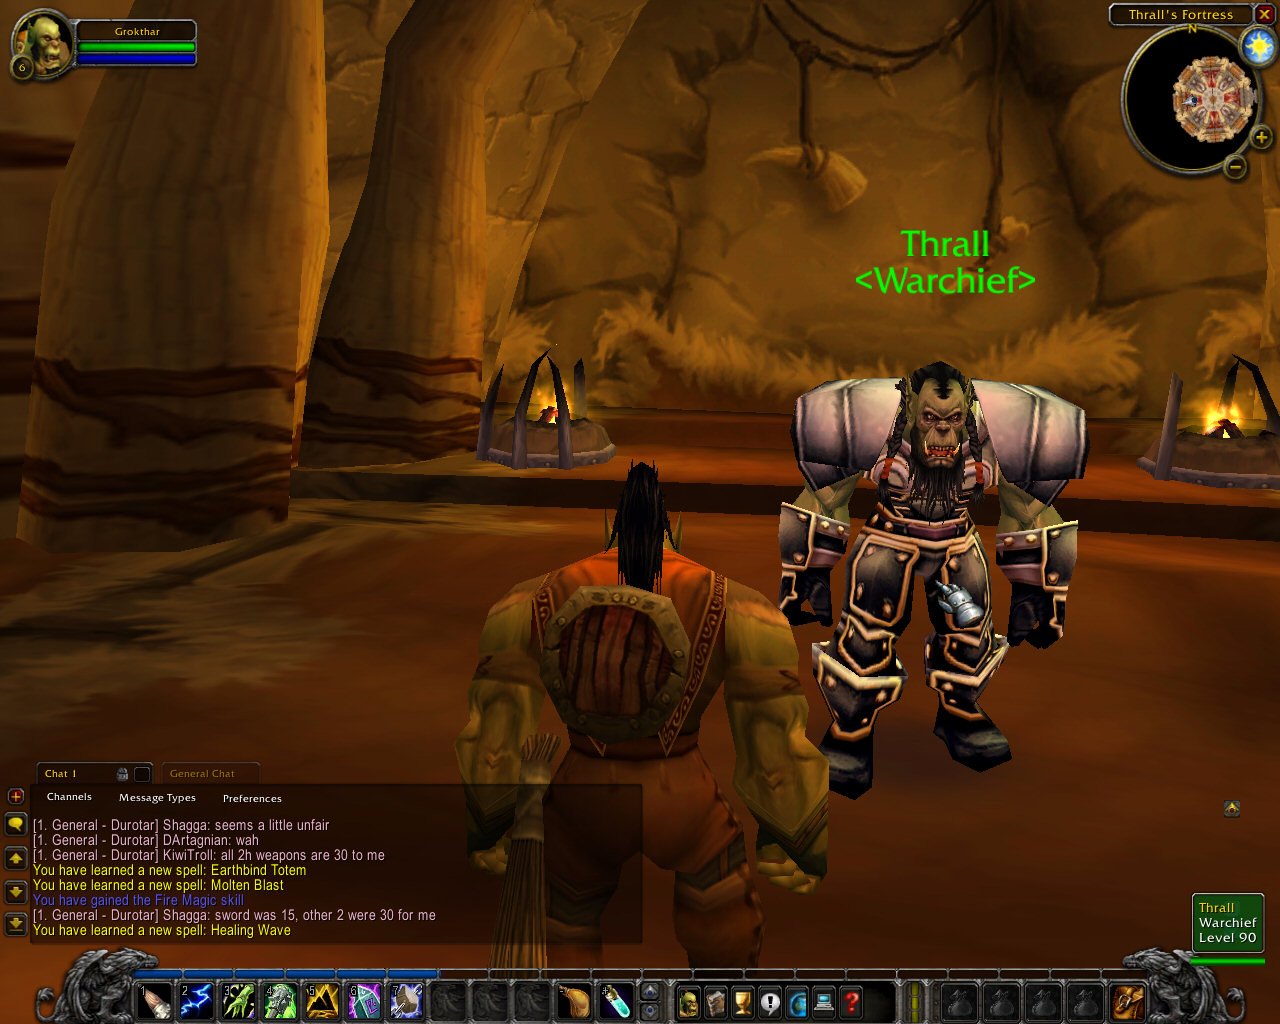 Grokthar
6
Thrall's Fortress
N
Thrall
<Warchief>
Chat 1
General Chat
Channels Message Types Preferences
[1. General - Durotar] Shagga: seems a little unfair
[1. General - Durotar] DArtagnian: wah
[1. General - Durotar] KiwiTroll: all 2h weapons are 30 to me
You have learned a new spell: Earthbind Totem
You have learned a new spell: Molten Blast
You have gained the Fire Magic skill
[1. General - Durotar] Shagga: sword was 15, other 2 were 30 for me
You have learned a new spell: Healing Wave
Thrall
Warchief
Level 90
1 2 3 4 5 6 7